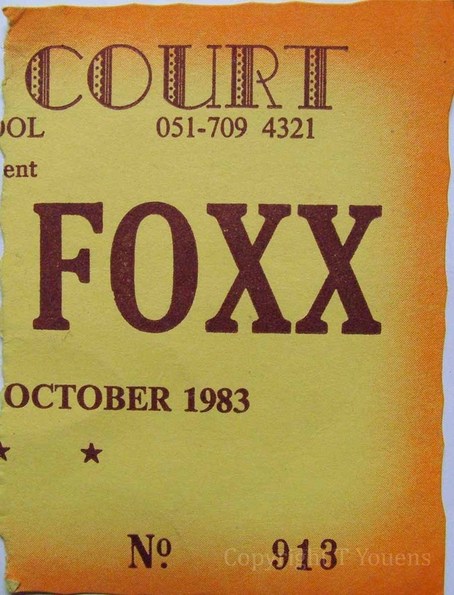 COURT
OOL 051-709 4321
ent
FOXX
OCTOBER 1983
Nº 913
Copyright T Youens